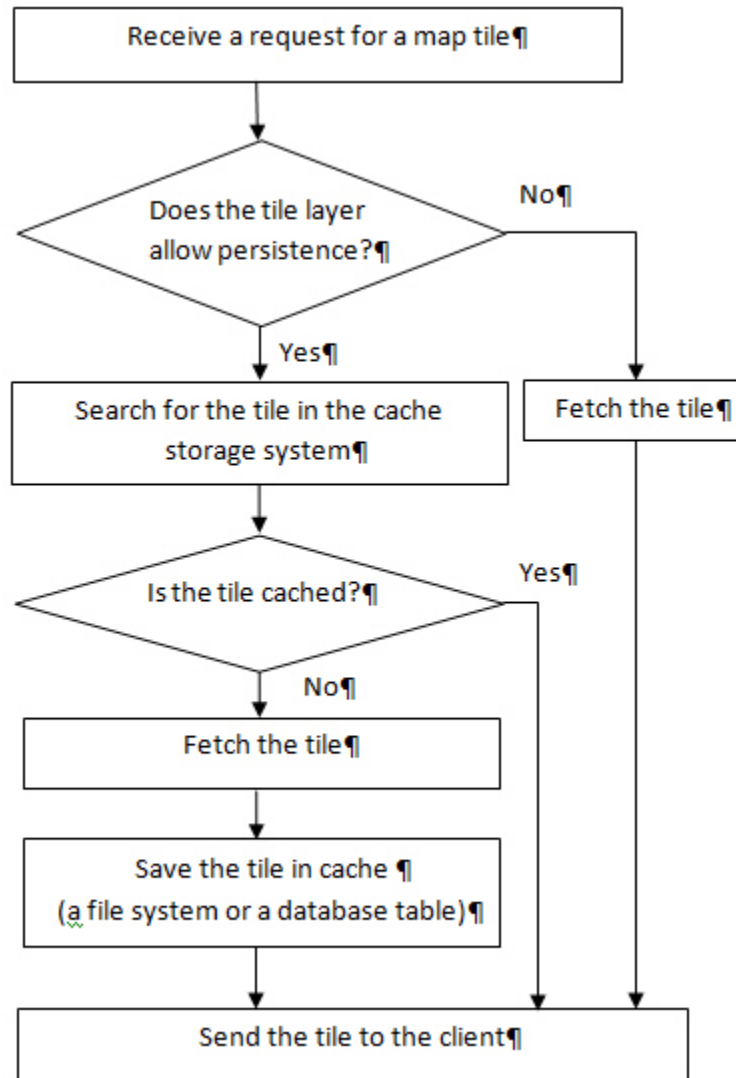 Receive a request for a map tile¶
Does the tile layer
allow persistence?¶
No¶
Yes¶
Search for the tile in the cache
storage system¶
Fetch the tile¶
Is the tile cached?¶
Yes¶
No¶
Fetch the tile¶
Save the tile in cache ¶
(a file system or a database table)¶
Send the tile to the client¶